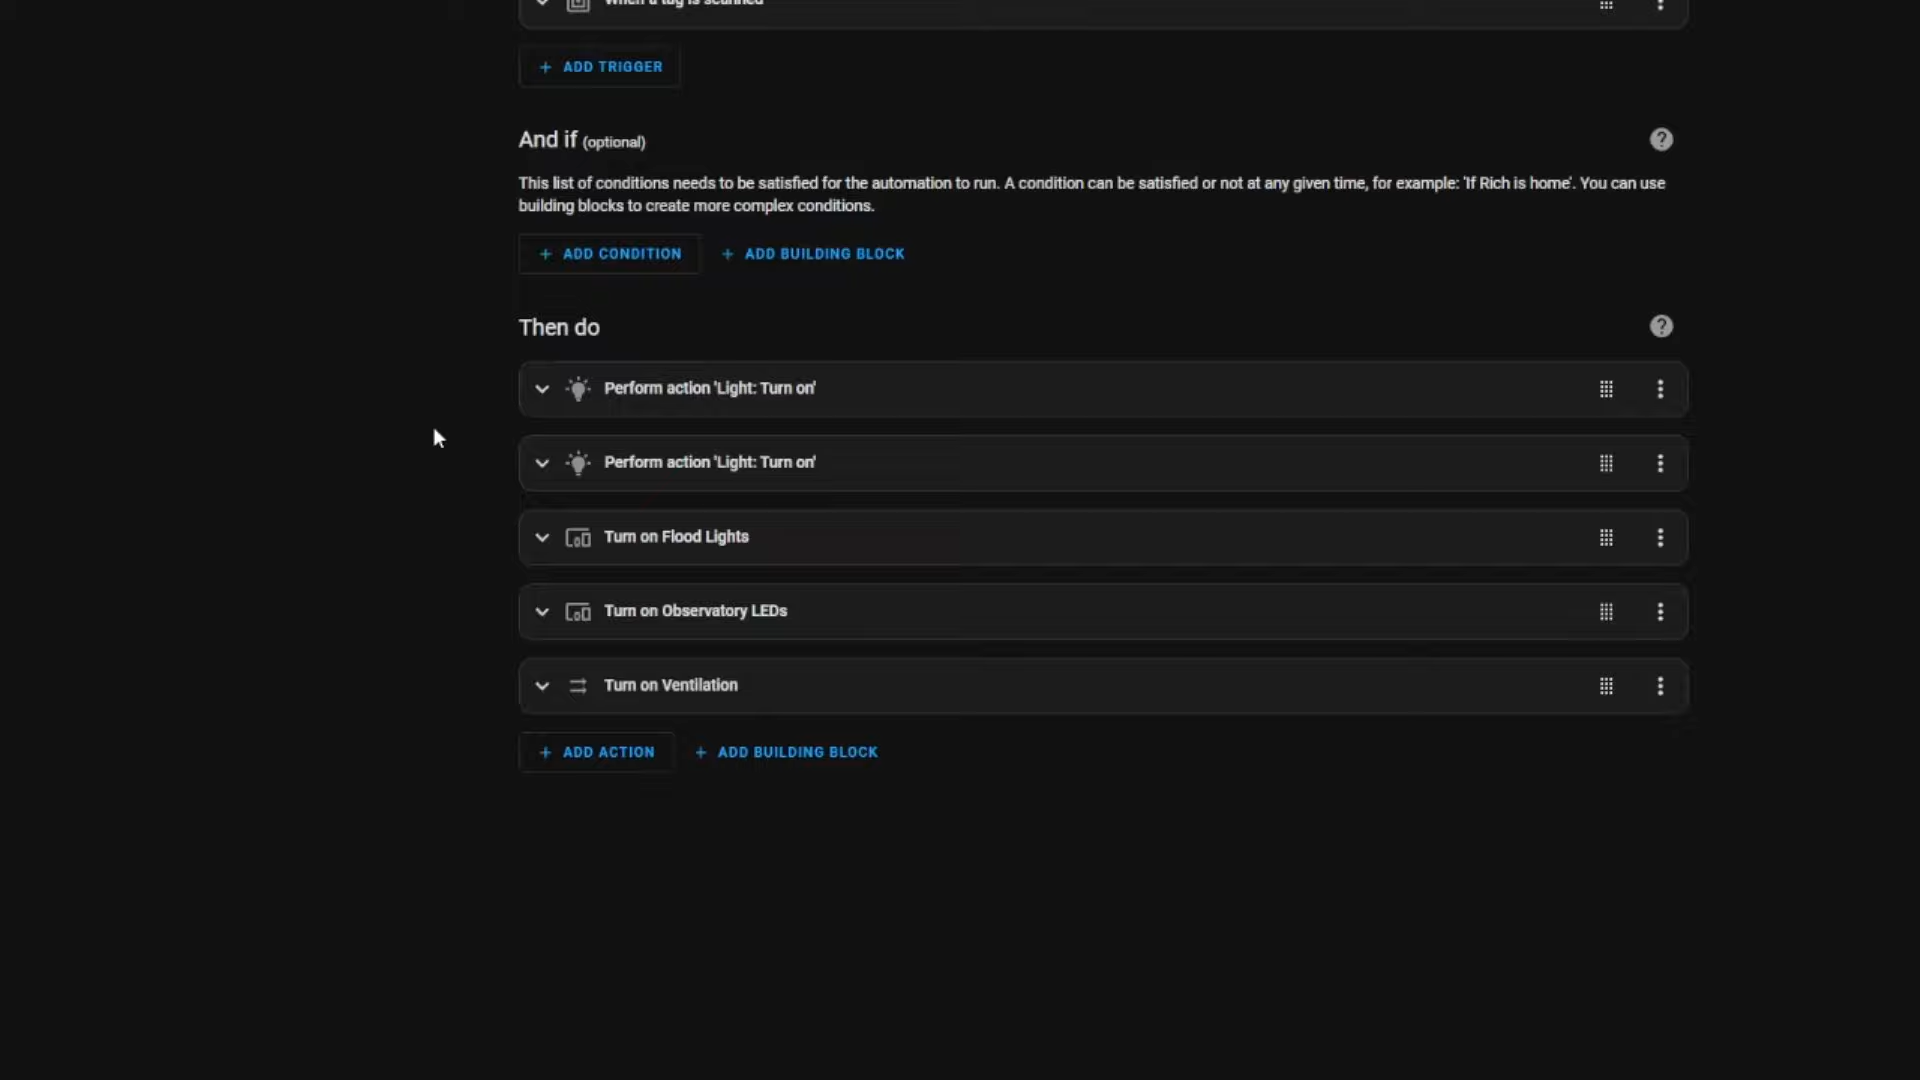 When a tag is scanned
ADD TRIGGER
And if (optional)
This list of conditions needs to be satisfied for the automation to run. A condition can be satisfied or not at any given time, for example: 'If Rich is home'. You can use
building blocks to create more complex conditions.
ADD CONDITION
ADD BUILDING BLOCK
Then do
Perform action 'Light: Turn on'
Perform action 'Light: Turn on'
Turn on Flood Lights
Turn on Observatory LEDs
Turn on Ventilation
ADD ACTION
ADD BUILDING BLOCK